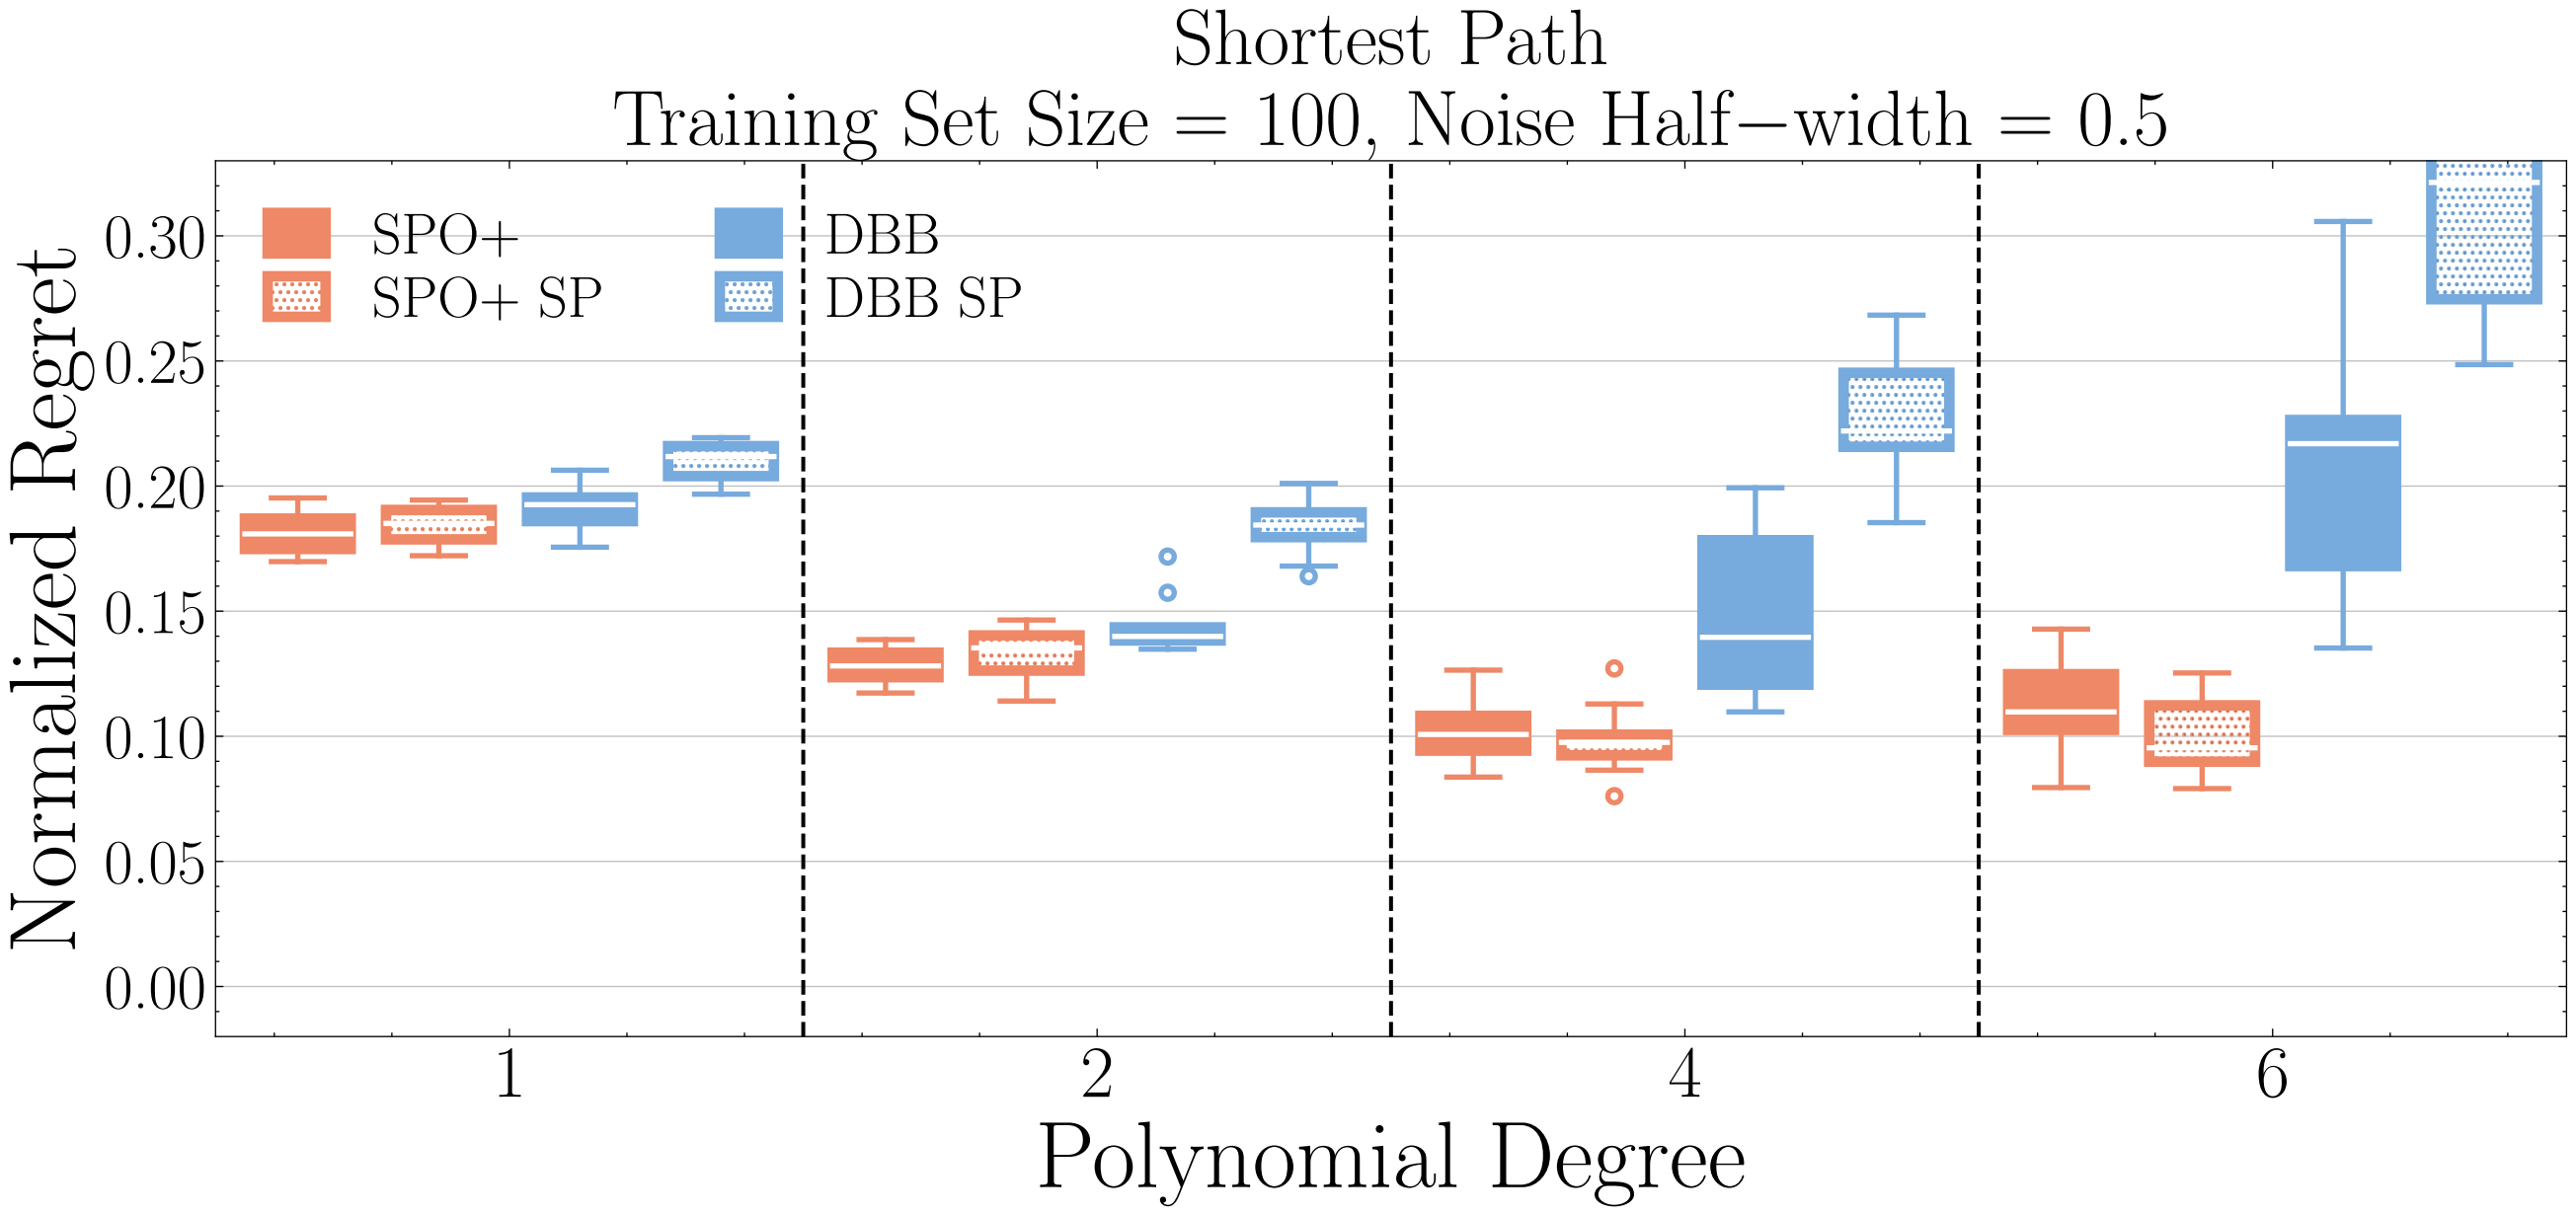 Shortest Path
Training Set Size = 100, Noise Half−width = 0.5
Normalized Regret
0.30
0.25
0.20
0.15
0.10
0.05
0.00
SPO+
SPO+ SP
DBB
DBB SP
1
2
4
6
Polynomial Degree